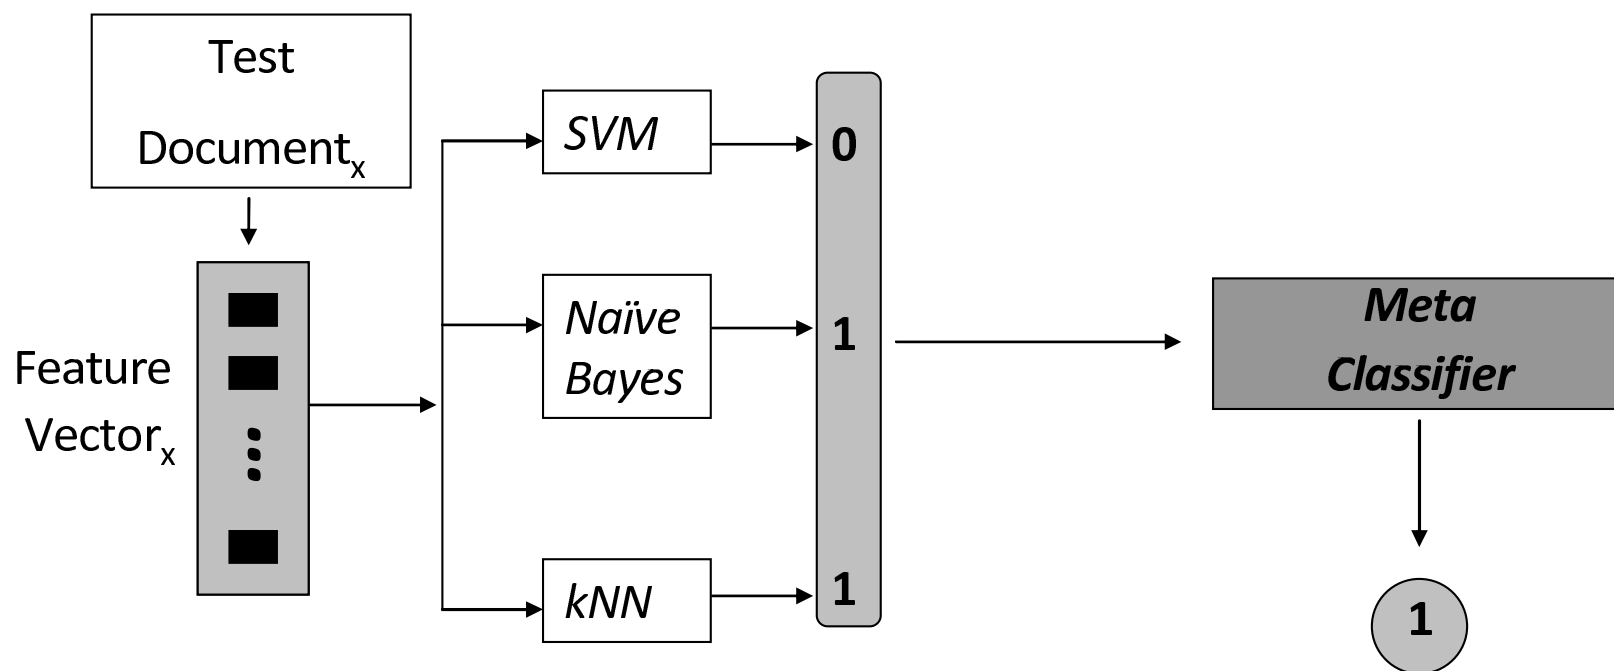 Test
Documentx
Feature
Vectorx
SVM
Naïve
Bayes
kNN
0
1
1
Meta
Classifier
1